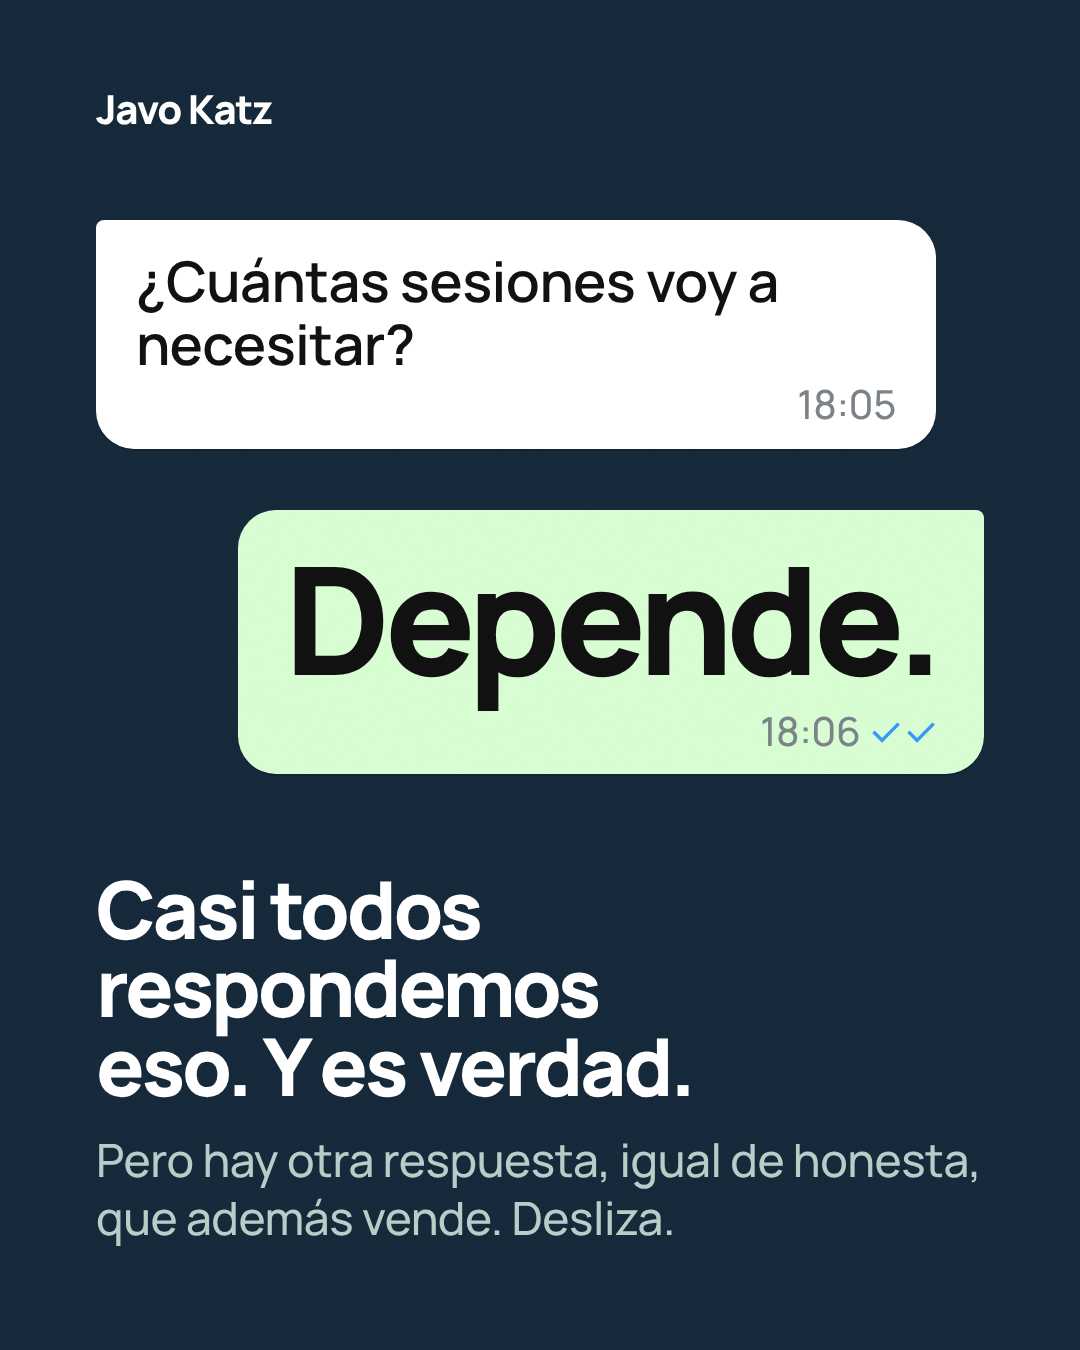 Javo Katz
¿Cuántas sesiones voy a
necesitar?
18:05
Depende.
18:06 ✓✓
Casi todos
respondemos
eso. Y es verdad.
Pero hay otra respuesta, igual de honesta,
que además vende. Desliza.